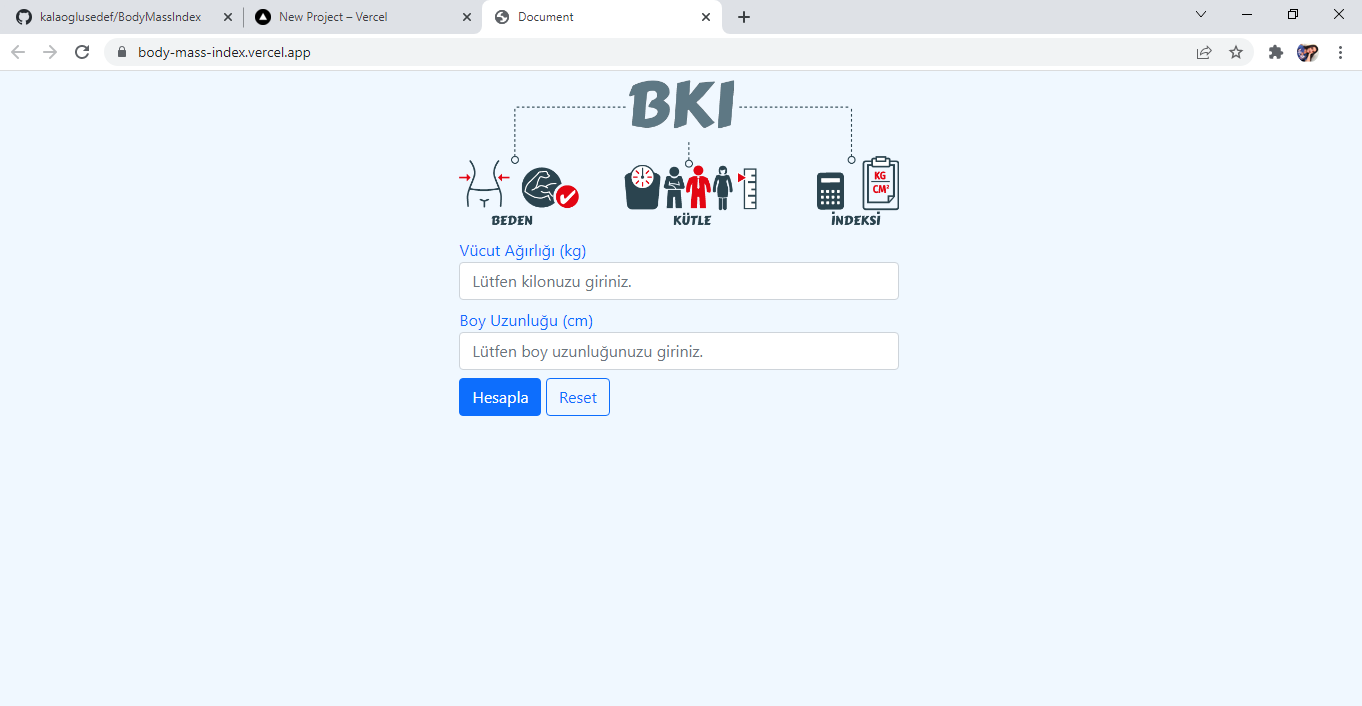 kalaoglusedef/BodyMassIndex
New Project – Vercel
Document
body-mass-index.vercel.app
BKI
KG
CM²
BEDEN
KÜTLE
İNDEKSİ
Vücut Ağırlığı (kg)
Lütfen kilonuzu giriniz.
Boy Uzunluğu (cm)
Lütfen boy uzunluğunuzu giriniz.
Hesapla
Reset